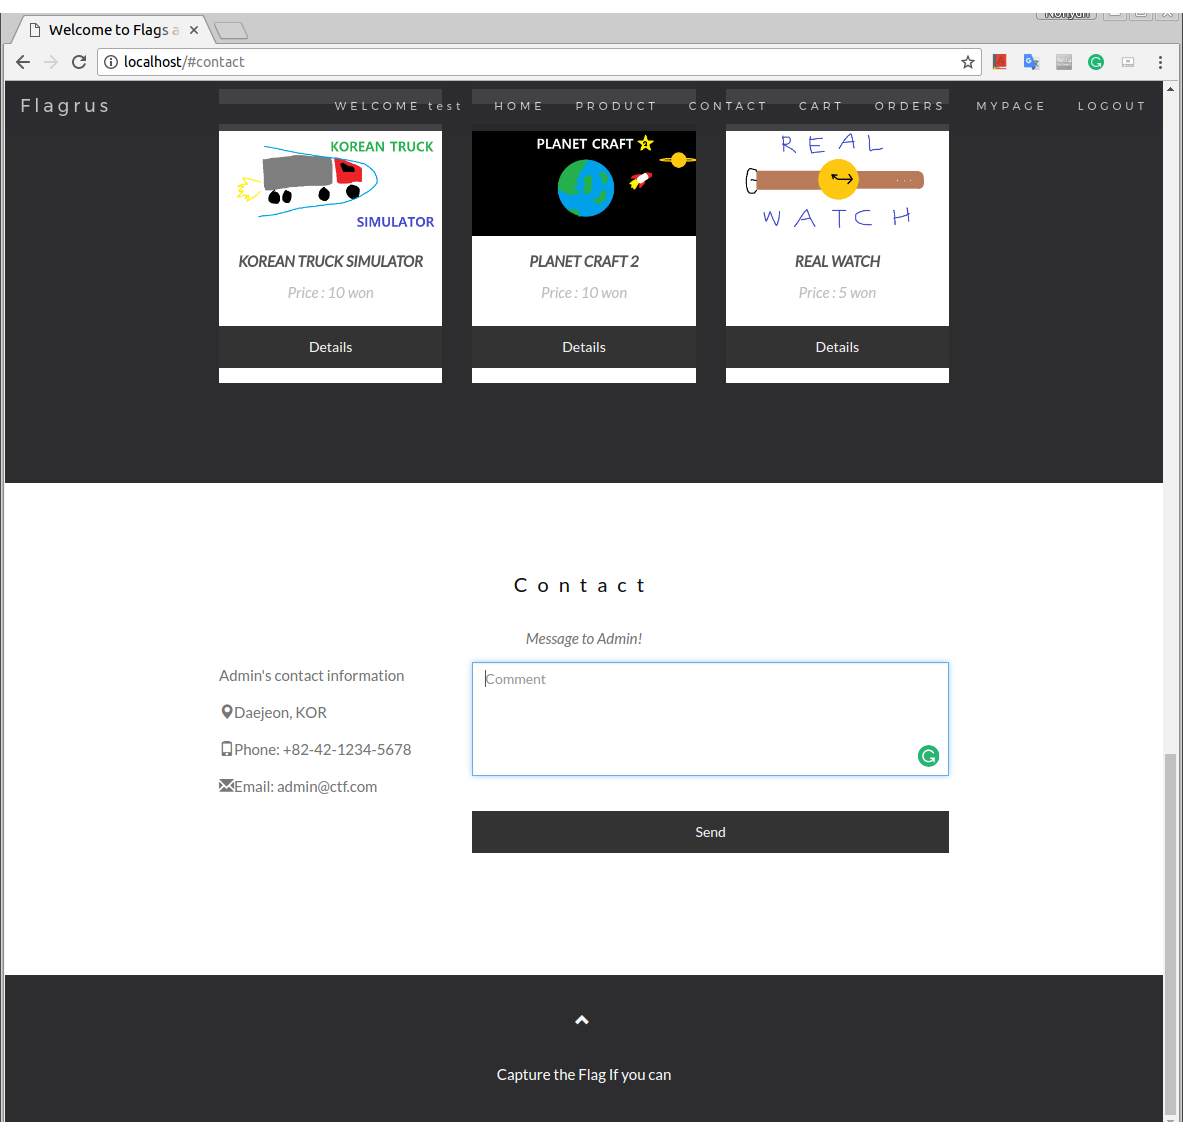 Welcome to Flags a
localhost/#contact
Flagrus
WELCOME test
HOME
PRODUCT
CONTACT
CART
ORDERS
MYPAGE
LOGOUT
KOREAN TRUCK
SIMULATOR
PLANET CRAFT
REAL
WATCH
KOREAN TRUCK SIMULATOR
PLANET CRAFT 2
REAL WATCH
Price : 10 won
Price : 10 won
Price : 5 won
Details
Details
Details
Contact
Message to Admin!
Admin's contact information
Comment
Daejeon, KOR
Phone: +82-42-1234-5678
Email: admin@ctf.com
Send
Capture the Flag If you can